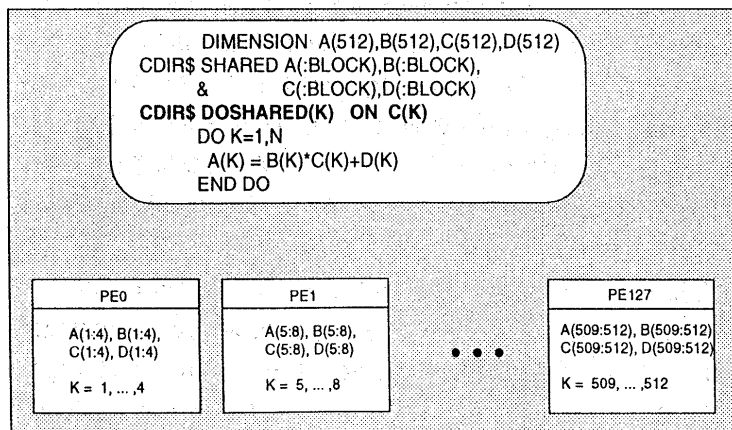 DIMENSION A(512),B(512),C(512),D(512)
CDIR$ SHARED A(:BLOCK),B(:BLOCK),
& C(:BLOCK),D(:BLOCK)
CDIR$ DOSHARED(K) ON C(K)
DO K=1,N
A(K) = B(K)*C(K)+D(K)
END DO
PE0
A(1:4), B(1:4),
C(1:4), D(1:4)
K = 1, ... ,4
PE1
A(5:8), B(5:8),
C(5:8), D(5:8)
K = 5, ... ,8
• • •
PE127
A(509:512), B(509:512)
C(509:512), D(509:512)
K = 509, ... ,512